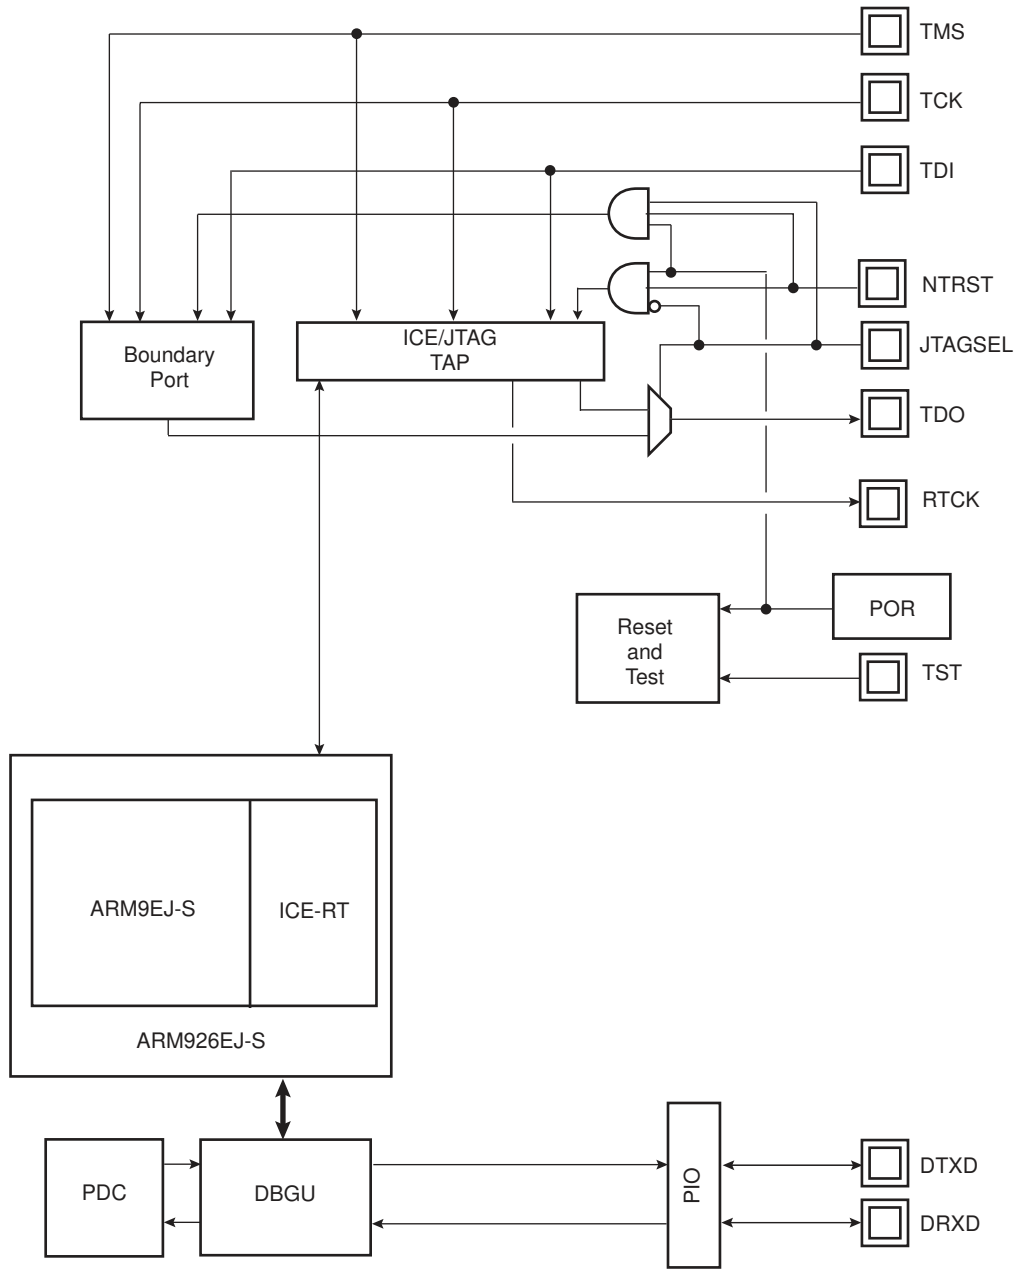 TMS
TCK
TDI
NTRST
ICE/JTAG
TAP
Boundary
Port
JTAGSEL
TDO
RTCK
POR
Reset
and
Test
TST
ARM9EJ-S
ICE-RT
ARM926EJ-S
PDC
DBGU
PIO
DTXD
DRXD